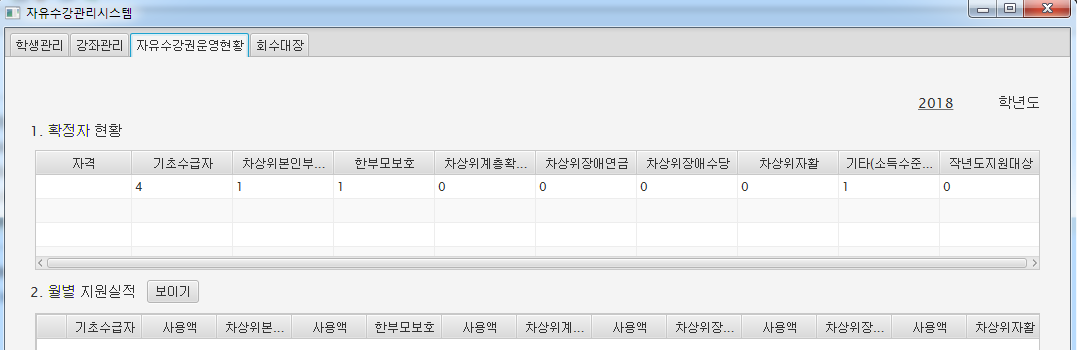 자유수강관리시스템
학생관리 강좌관리 자유수강권운영현황 회수대장
2018 학년도
1. 확정자 현황
자격 기초수급자 차상위본인부... 한부모보호 차상위계층확... 차상위장애연금 차상위장애수당 차상위자활 기타(소득수준... 작년도지원대상
4 1 1 0 0 0 0 1 0
2. 월별 지원실적 보이기
기초수급자 사용액 차상위본... 사용액 한부모보호 사용액 차상위계... 사용액 차상위장... 사용액 차상위장... 사용액 차상위자활